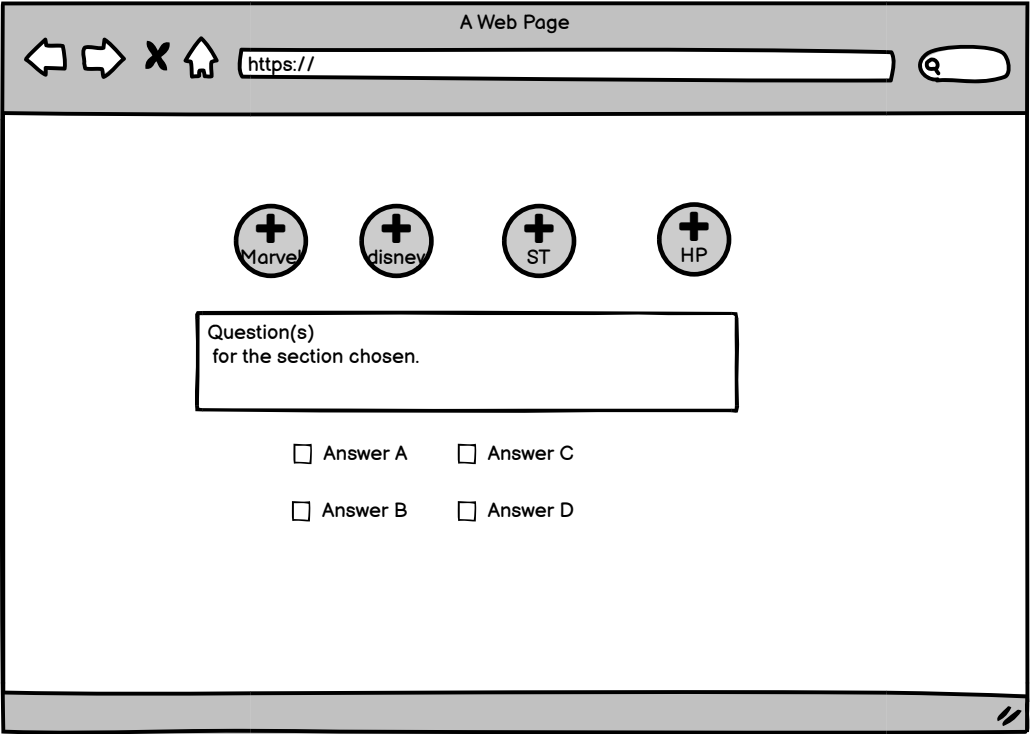 A Web Page
https://
Marvel
disney
ST
HP
Question(s)
for the section chosen.
Answer A
Answer C
Answer B
Answer D